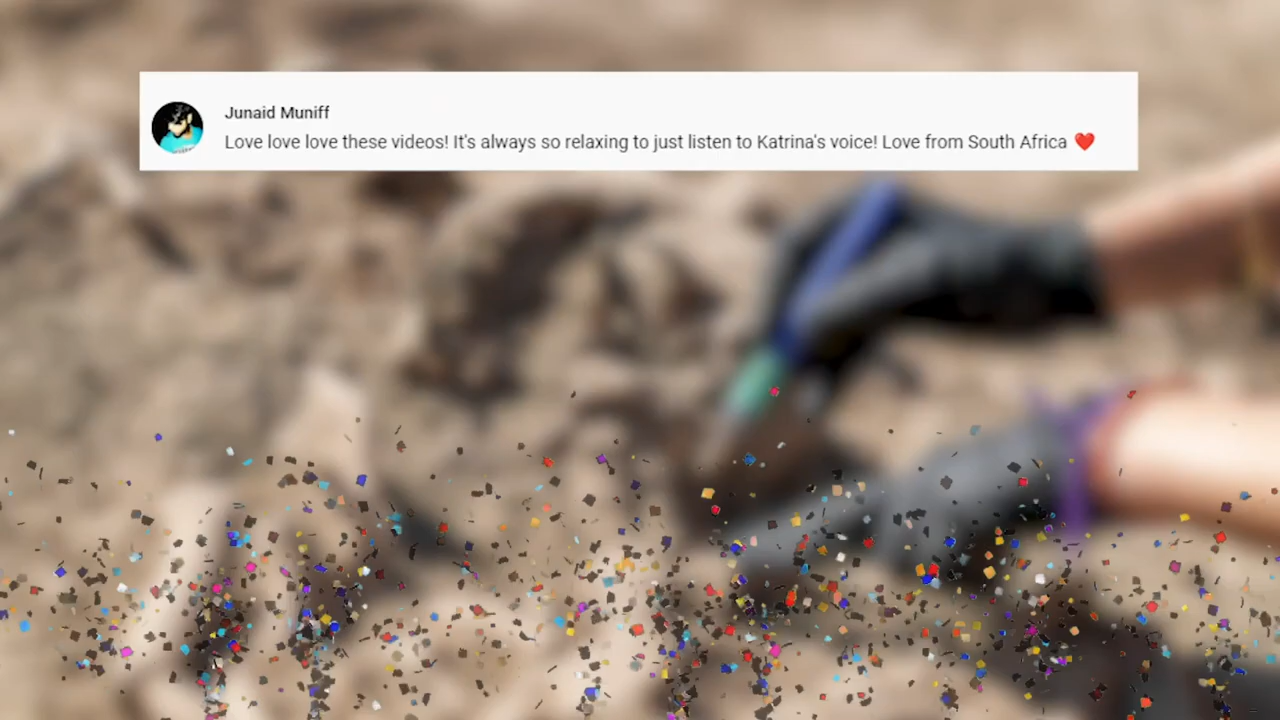 Junaid Muniff
Love love love these videos! It's always so relaxing to just listen to Katrina's voice! Love from South Africa ❤️